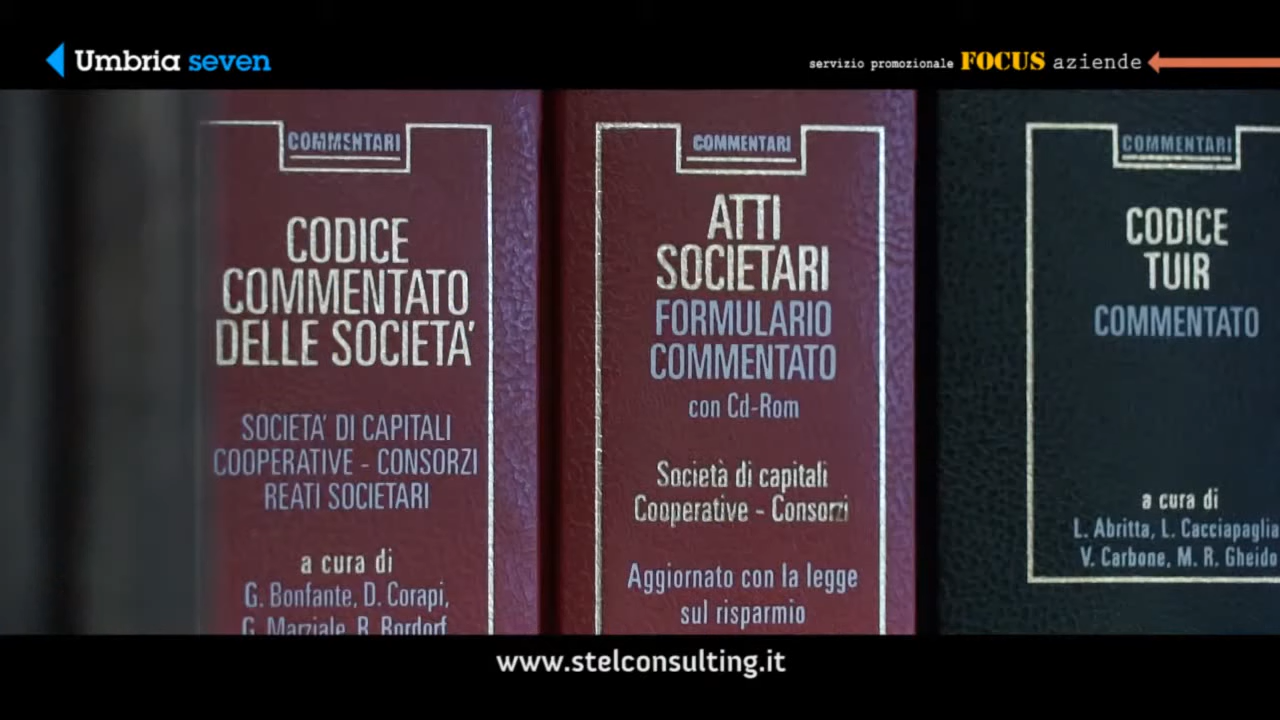 Umbria seven
servizio promozionale FOCUS aziende
COMMENTARI
CODICE
COMMENTATO
DELLE SOCIETA'
SOCIETA' DI CAPITALI
COOPERATIVE - CONSORZI
REATI SOCIETARI
a cura di
G. Bonfante, D. Corapi,
G. Marziale, R. Rordorf
COMMENTARI
ATTI
SOCIETARI
FORMULARIO
COMMENTATO
con Cd-Rom
Società di capitali
Cooperative - Consorzi
Aggiornato con la legge
sul risparmio
COMMENTARI
CODICE
TUIR
COMMENTATO
a cura di
L. Abritta, L. Cacciapaglia
V. Carbone, M. R. Gheido
www.stelconsulting.it